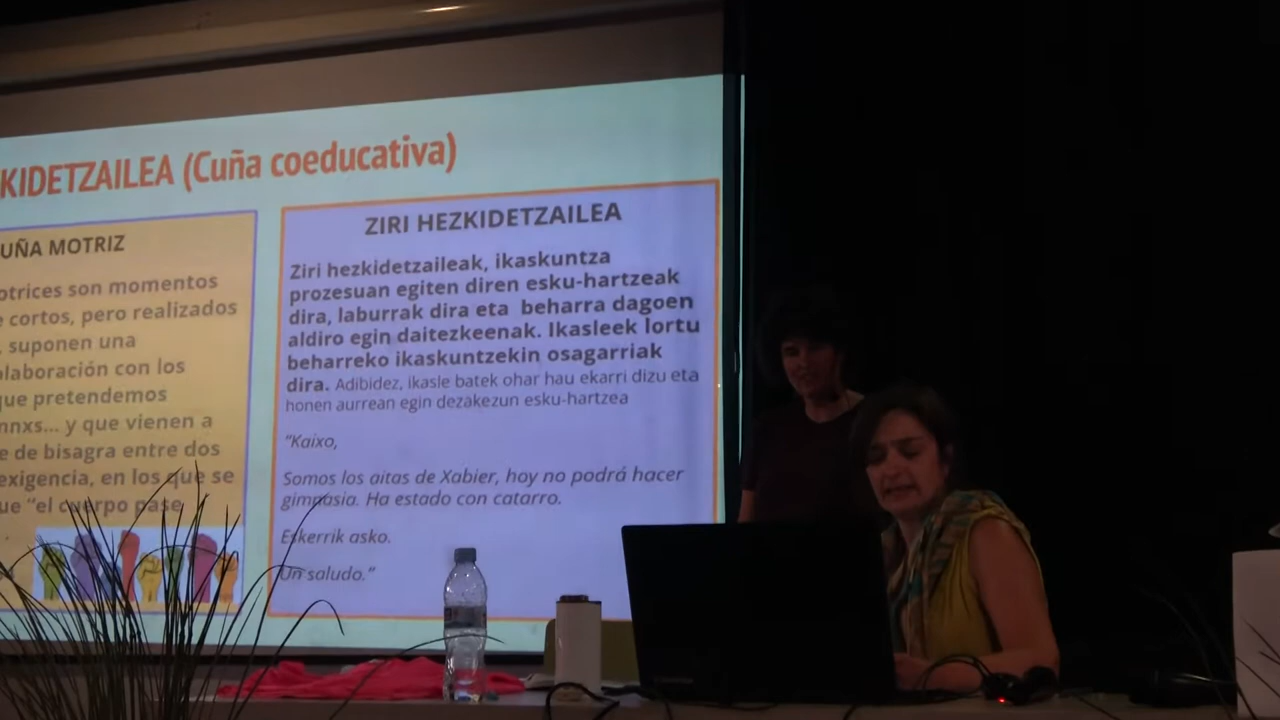 KIDETZAILEA (Cuña coeducativa)
UÑA MOTRIZ
otrices son momentos
e cortos, pero realizados
, suponen una
olaboración con los
que pretendemos
nnxs... y que vienen a
e de bisagra entre dos
exigencia, en los que se
ue "el cuerpo pase
ZIRI HEZKIDETZAILEA
Ziri hezkidetzaileak, ikaskuntza
prozesuan egiten diren esku-hartzeak
dira, laburrak dira eta beharra dagoen
aldiro egin daitezkeenak. Ikasleek lortu
beharreko ikaskuntzekin osagarriak
dira. Adibidez, ikasle batek ohar hau ekarri dizu eta
honen aurrean egin dezakezun esku-hartzea
"Kaixo,
Somos los aitas de Xabier, hoy no podrá hacer
gimnasia. Ha estado con catarro.
Eskerrik asko.
Un saludo."